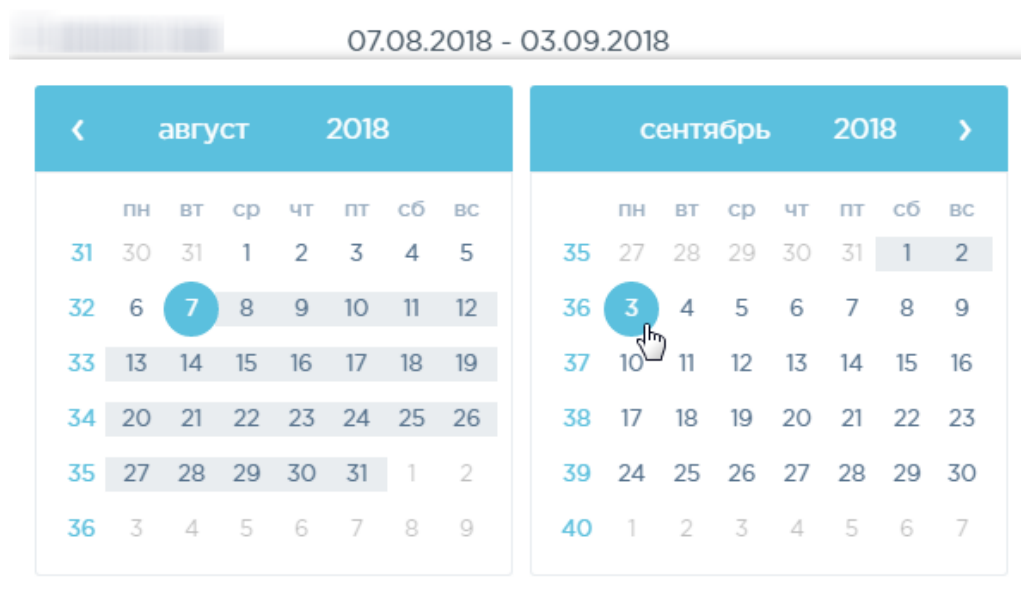 07.08.2018 - 03.09.2018
‹ август 2018
пн вт ср чт пт сб вс
31 30 31 1 2 3 4 5
32 6 7 8 9 10 11 12
33 13 14 15 16 17 18 19
34 20 21 22 23 24 25 26
35 27 28 29 30 31 1 2
36 3 4 5 6 7 8 9
сентябрь 2018 ›
пн вт ср чт пт сб вс
35 27 28 29 30 31 1 2
36 3 4 5 6 7 8 9
37 10 11 12 13 14 15 16
38 17 18 19 20 21 22 23
39 24 25 26 27 28 29 30
40 1 2 3 4 5 6 7